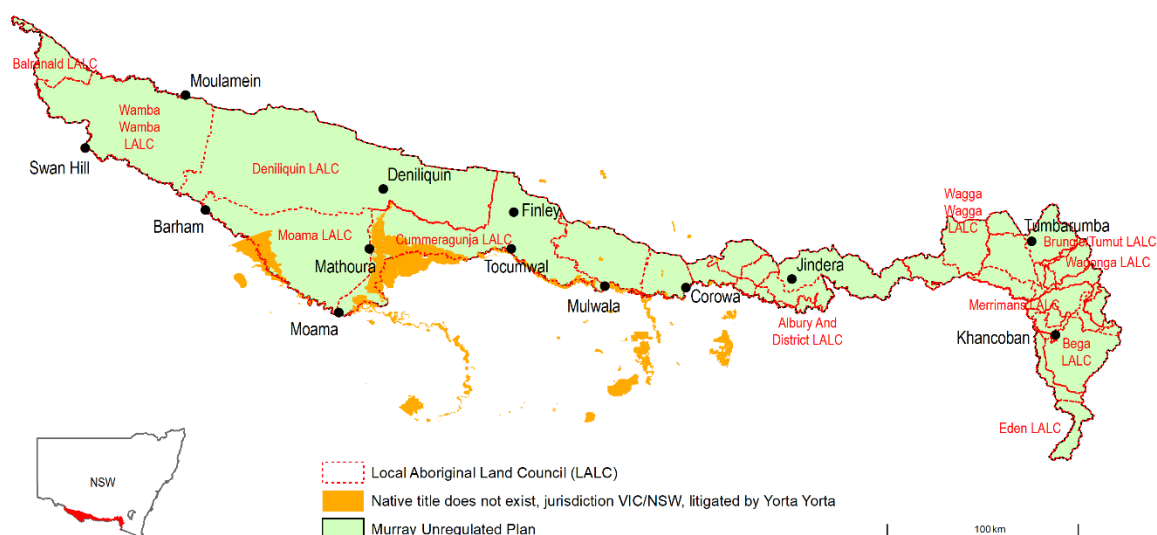 Balranald LALC
Moulamein
Wamba
Wamba
LALC
Swan Hill
Deniliquin LALC
Deniliquin
Barham
Finley
Moama LALC
Cummeragunja LALC
Mathoura
Tocumwal
Moama
Mulwala
Corowa
Jindera
Albury And
District LALC
Wagga
Wagga
LALC
Tumbarumba
Brungle Tumut LALC
Wagonga LALC
Merrimans LALC
Khancoban
Bega
LALC
Eden LALC
NSW
Local Aboriginal Land Council (LALC)
Native title does not exist, jurisdiction VIC/NSW, litigated by Yorta Yorta
Murray Unregulated Plan
100 km